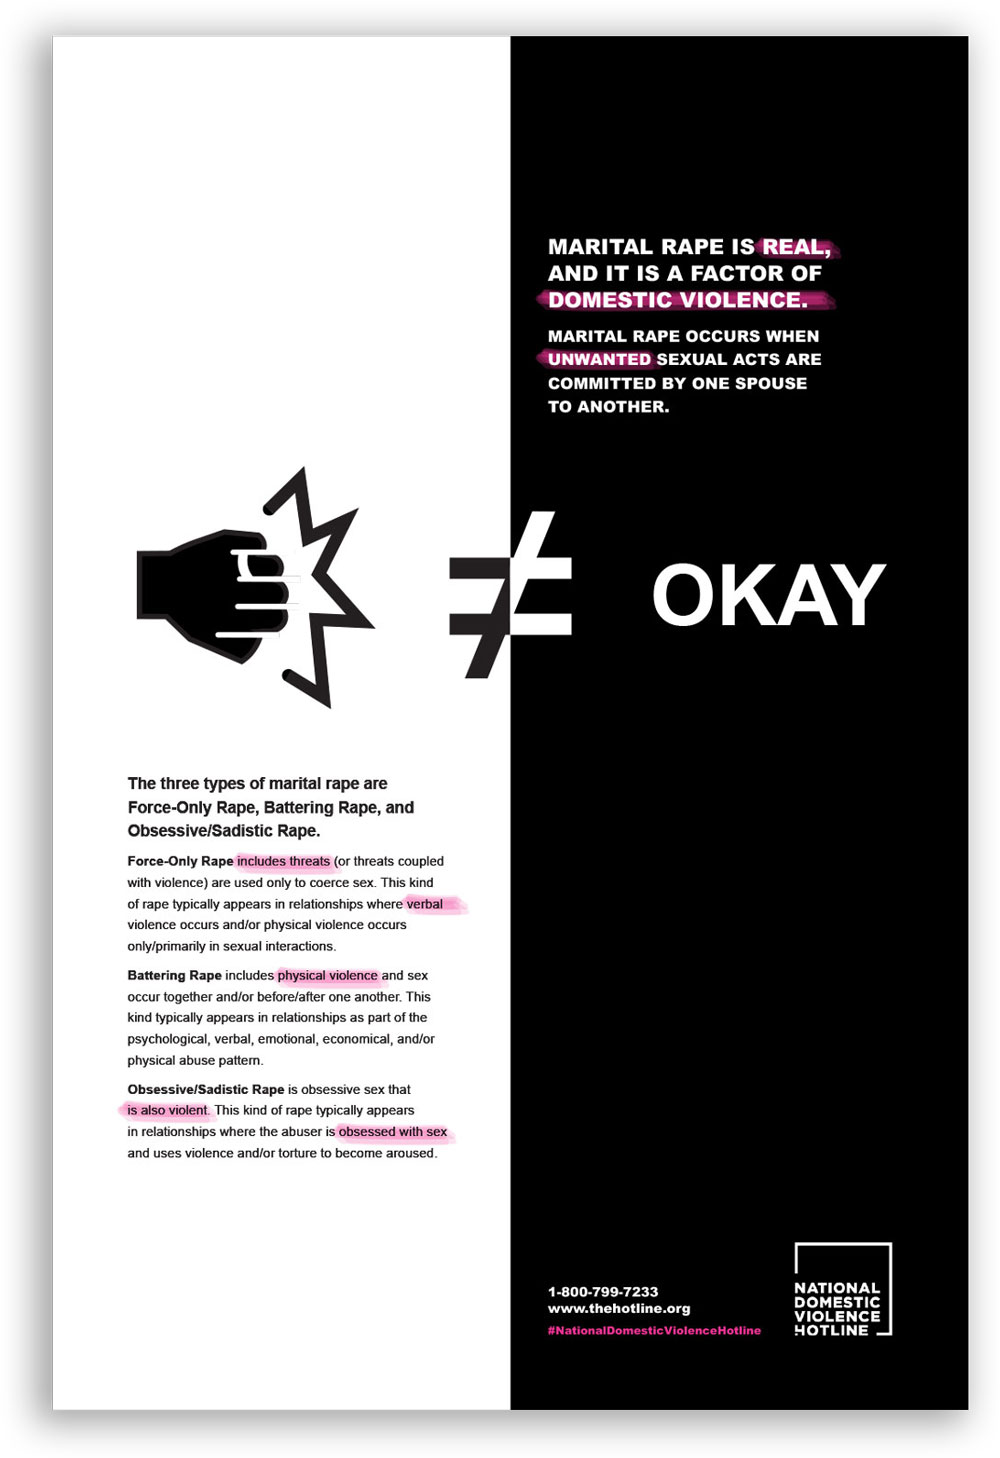 MARITAL RAPE IS REAL,
AND IT IS A FACTOR OF
DOMESTIC VIOLENCE.
MARITAL RAPE OCCURS WHEN
UNWANTED SEXUAL ACTS ARE
COMMITTED BY ONE SPOUSE
TO ANOTHER.
≠ OKAY
The three types of marital rape are
Force-Only Rape, Battering Rape, and
Obsessive/Sadistic Rape.
Force-Only Rape includes threats (or threats coupled
with violence) are used only to coerce sex. This kind
of rape typically appears in relationships where verbal
violence occurs and/or physical violence occurs
only/primarily in sexual interactions.
Battering Rape includes physical violence and sex
occur together and/or before/after one another. This
kind typically appears in relationships as part of the
psychological, verbal, emotional, economical, and/or
physical abuse pattern.
Obsessive/Sadistic Rape is obsessive sex that
is also violent. This kind of rape typically appears
in relationships where the abuser is obsessed with sex
and uses violence and/or torture to become aroused.
1-800-799-7233
www.thehotline.org
#NationalDomesticViolenceHotline
NATIONAL
DOMESTIC
VIOLENCE
HOTLINE